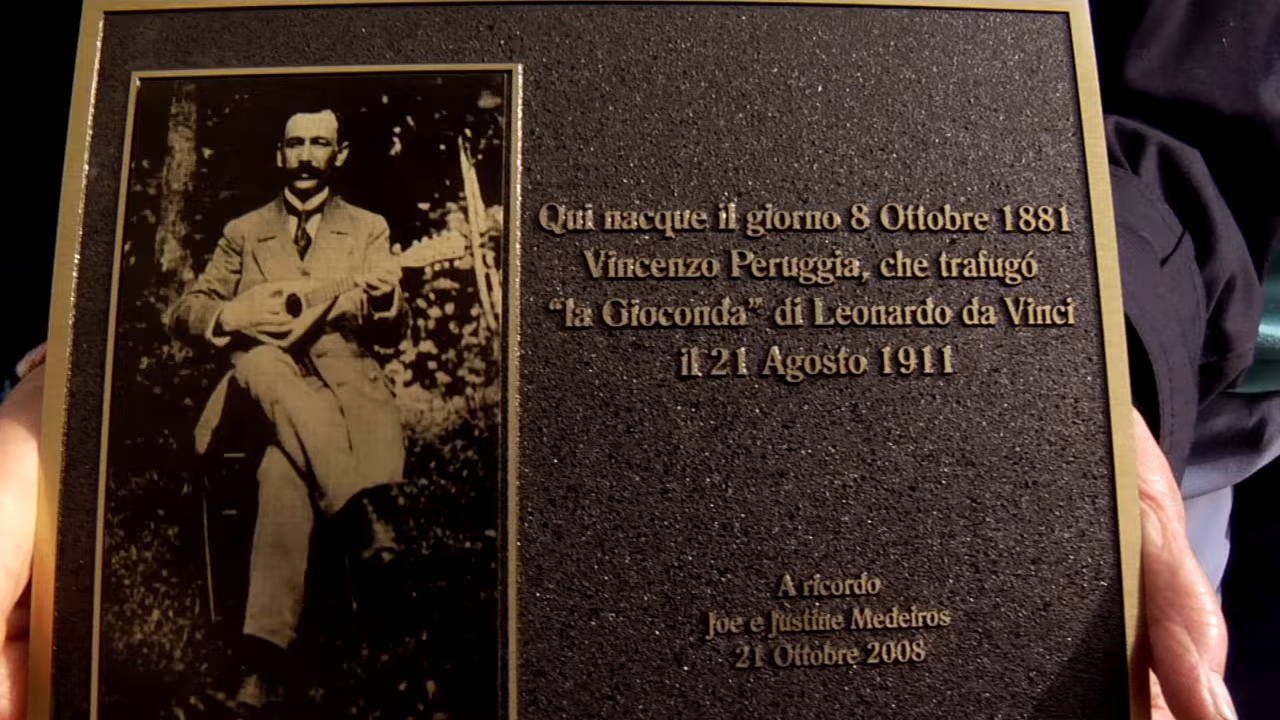 Qui nacque il giorno 8 Ottobre 1881
Vincenzo Peruggia, che trafugó
"la Gioconda" di Leonardo da Vinci
il 21 Agosto 1911
A ricordo
Joe e Justine Medeiros
21 Ottobre 2008